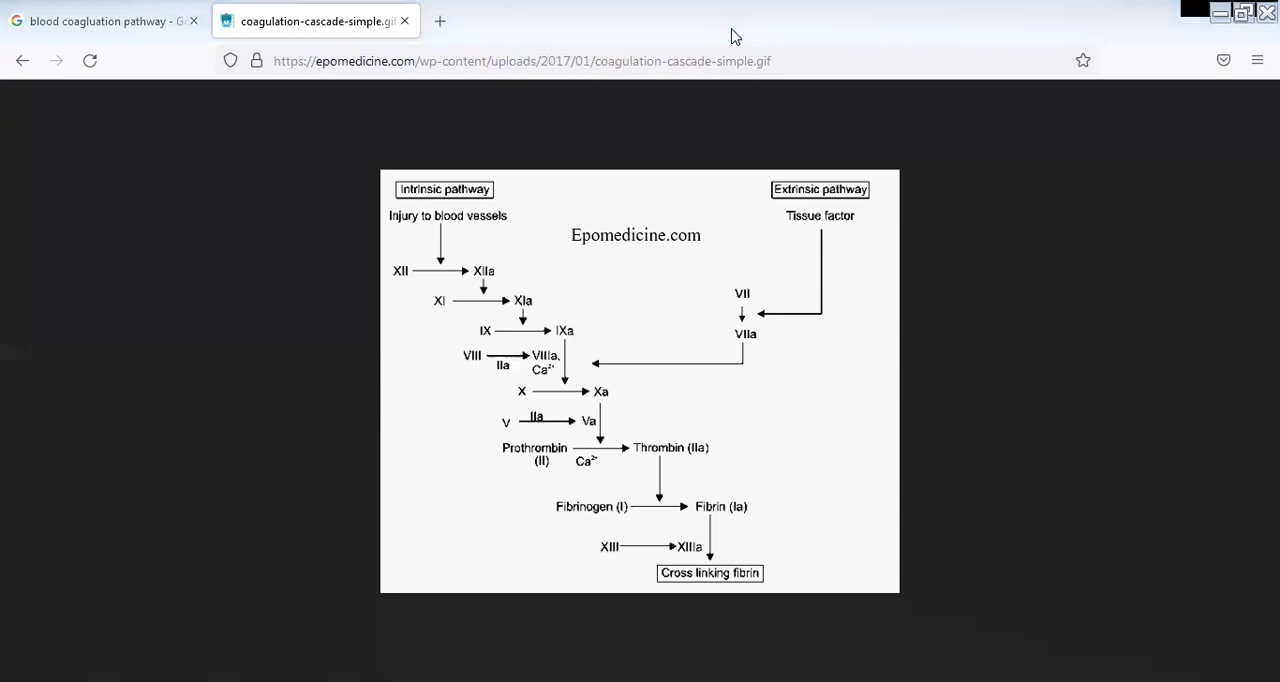 blood coagluation pathway - G
coagulation-cascade-simple.gif
https://epomedicine.com/wp-content/uploads/2017/01/coagulation-cascade-simple.gif
Intrinsic pathway
Extrinsic pathway
Injury to blood vessels
Tissue factor
Epomedicine.com
XII XIIa
XI XIa
VII
IX IXa
VIIa
VIII VIIIa,
IIa Ca²⁺
X Xa
IIa
V Va
Prothrombin Thrombin (IIa)
(II) Ca²⁺
Fibrinogen (I) Fibrin (Ia)
XIII XIIIa
Cross linking fibrin